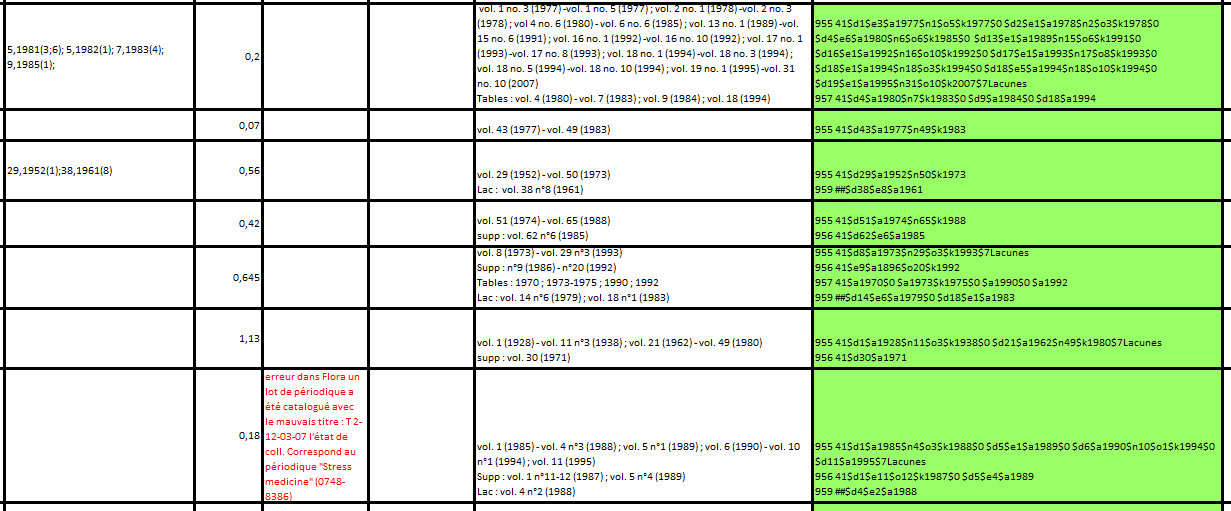 5,1981(3;6); 5,1982(1); 7,1983(4);
9,1985(1);
0,2
vol. 1 no. 3 (1977) -vol. 1 no. 5 (1977) ; vol. 2 no. 1 (1978) -vol. 2 no. 3
(1978) ; vol 4 no. 6 (1980) - vol. 6 no. 6 (1985) ; vol. 13 no. 1 (1989) -vol.
15 no. 6 (1991) ; vol. 16 no. 1 (1992) -vol. 16 no. 10 (1992) ; vol. 17 no. 1
(1993) -vol. 17 no. 8 (1993) ; vol. 18 no. 1 (1994) -vol. 18 no. 3 (1994) ;
vol. 18 no. 5 (1994) -vol. 18 no. 10 (1994) ; vol. 19 no. 1 (1995) -vol. 31
no. 10 (2007)
Tables : vol. 4 (1980) - vol. 7 (1983) ; vol. 9 (1984) ; vol. 18 (1994)
955 41$d1$e3$a1977$n1$o5$k1977$0 $d2$e1$a1978$n2$o3$k1978$0
$d4$e6$a1980$n6$o6$k1985$0 $d13$e1$a1989$n15$o6$k1991$0
$d16$e1$a1992$n16$o10$k1992$0 $d17$e1$a1993$n17$o8$k1993$0
$d18$e1$a1994$n18$o3$k1994$0 $d18$e5$a1994$n18$o10$k1994$0
$d19$e1$a1995$n31$o10$k2007$7Lacunes
957 41$d4$a1980$n7$k1983$0 $d9$a1984$0 $d18$a1994
0,07
vol. 43 (1977) - vol. 49 (1983)
955 41$d43$a1977$n49$k1983
29,1952(1);38,1961(8)
0,56
vol. 29 (1952) - vol. 50 (1973)
Lac : vol. 38 n°8 (1961)
955 41$d29$a1952$n50$k1973
959 ##$d38$e8$a1961
0,42
vol. 51 (1974) - vol. 65 (1988)
supp : vol. 62 n°6 (1985)
955 41$d51$a1974$n65$k1988
956 41$d62$e6$a1985
0,645
vol. 8 (1973) - vol. 29 n°3 (1993)
Supp : n°9 (1986) - n°20 (1992)
Tables : 1970 ; 1973-1975 ; 1990 ; 1992
Lac : vol. 14 n°6 (1979) ; vol. 18 n°1 (1983)
955 41$d8$a1973$n29$o3$k1993$7Lacunes
956 41$e9$a1896$o20$k1992
957 41$a1970$0 $a1973$k1975$0 $a1990$0 $a1992
959 ##$d14$e6$a1979$0 $d18$e1$a1983
1,13
vol. 1 (1928) - vol. 11 n°3 (1938) ; vol. 21 (1962) - vol. 49 (1980)
supp : vol. 30 (1971)
955 41$d1$a1928$n11$o3$k1938$0 $d21$a1962$n49$k1980$7Lacunes
956 41$d30$a1971
0,18
erreur dans Flora un
lot de périodique a
été catalogué avec
le mauvais titre : T 2-
12-03-07 l'état de
coll. Correspond au
périodique "Stress
medicine" (0748-
8386)
vol. 1 (1985) - vol. 4 n°3 (1988) ; vol. 5 n°1 (1989) ; vol. 6 (1990) - vol. 10
n°1 (1994) ; vol. 11 (1995)
Supp : vol. 1 n°11-12 (1987) ; vol. 5 n°4 (1989)
Lac : vol. 4 n°2 (1988)
955 41$d1$a1985$n4$o3$k1988$0 $d5$e1$a1989$0 $d6$a1990$n10$o1$k1994$0
$d11$a1995$7Lacunes
956 41$d1$e11$o12$k1987$0 $d5$e4$a1989
959 ##$d4$e2$a1988